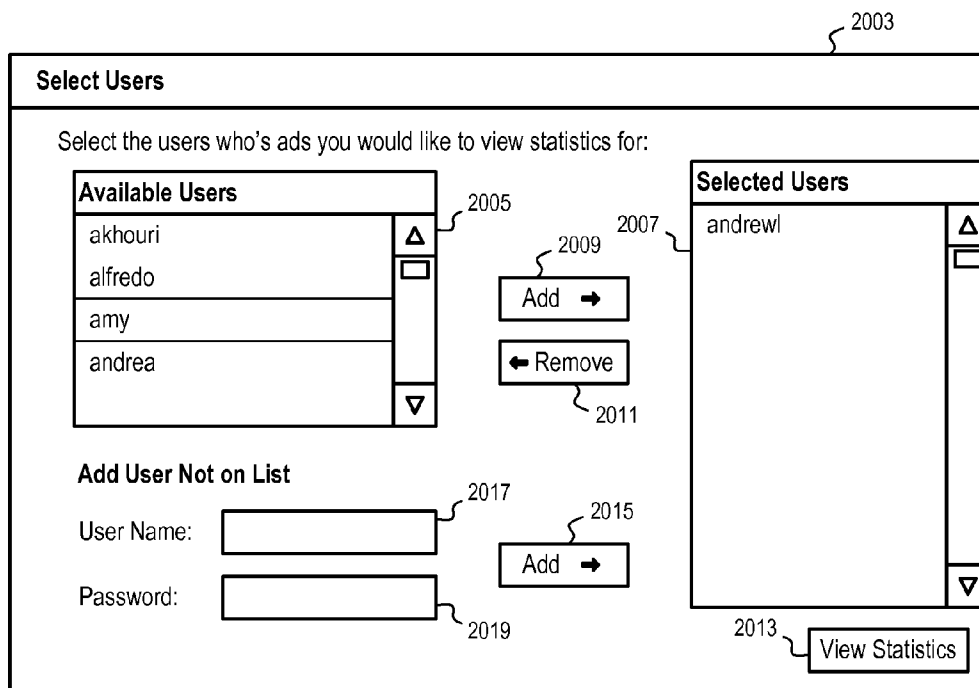 2003
Select Users
Select the users who's ads you would like to view statistics for:
Available Users
akhouri
alfredo
amy
andrea
2005
2009
Add
Remove
2011
2007
Selected Users
andrewl
Add User Not on List
User Name:
2017
Password:
2019
2015
Add
2013
View Statistics